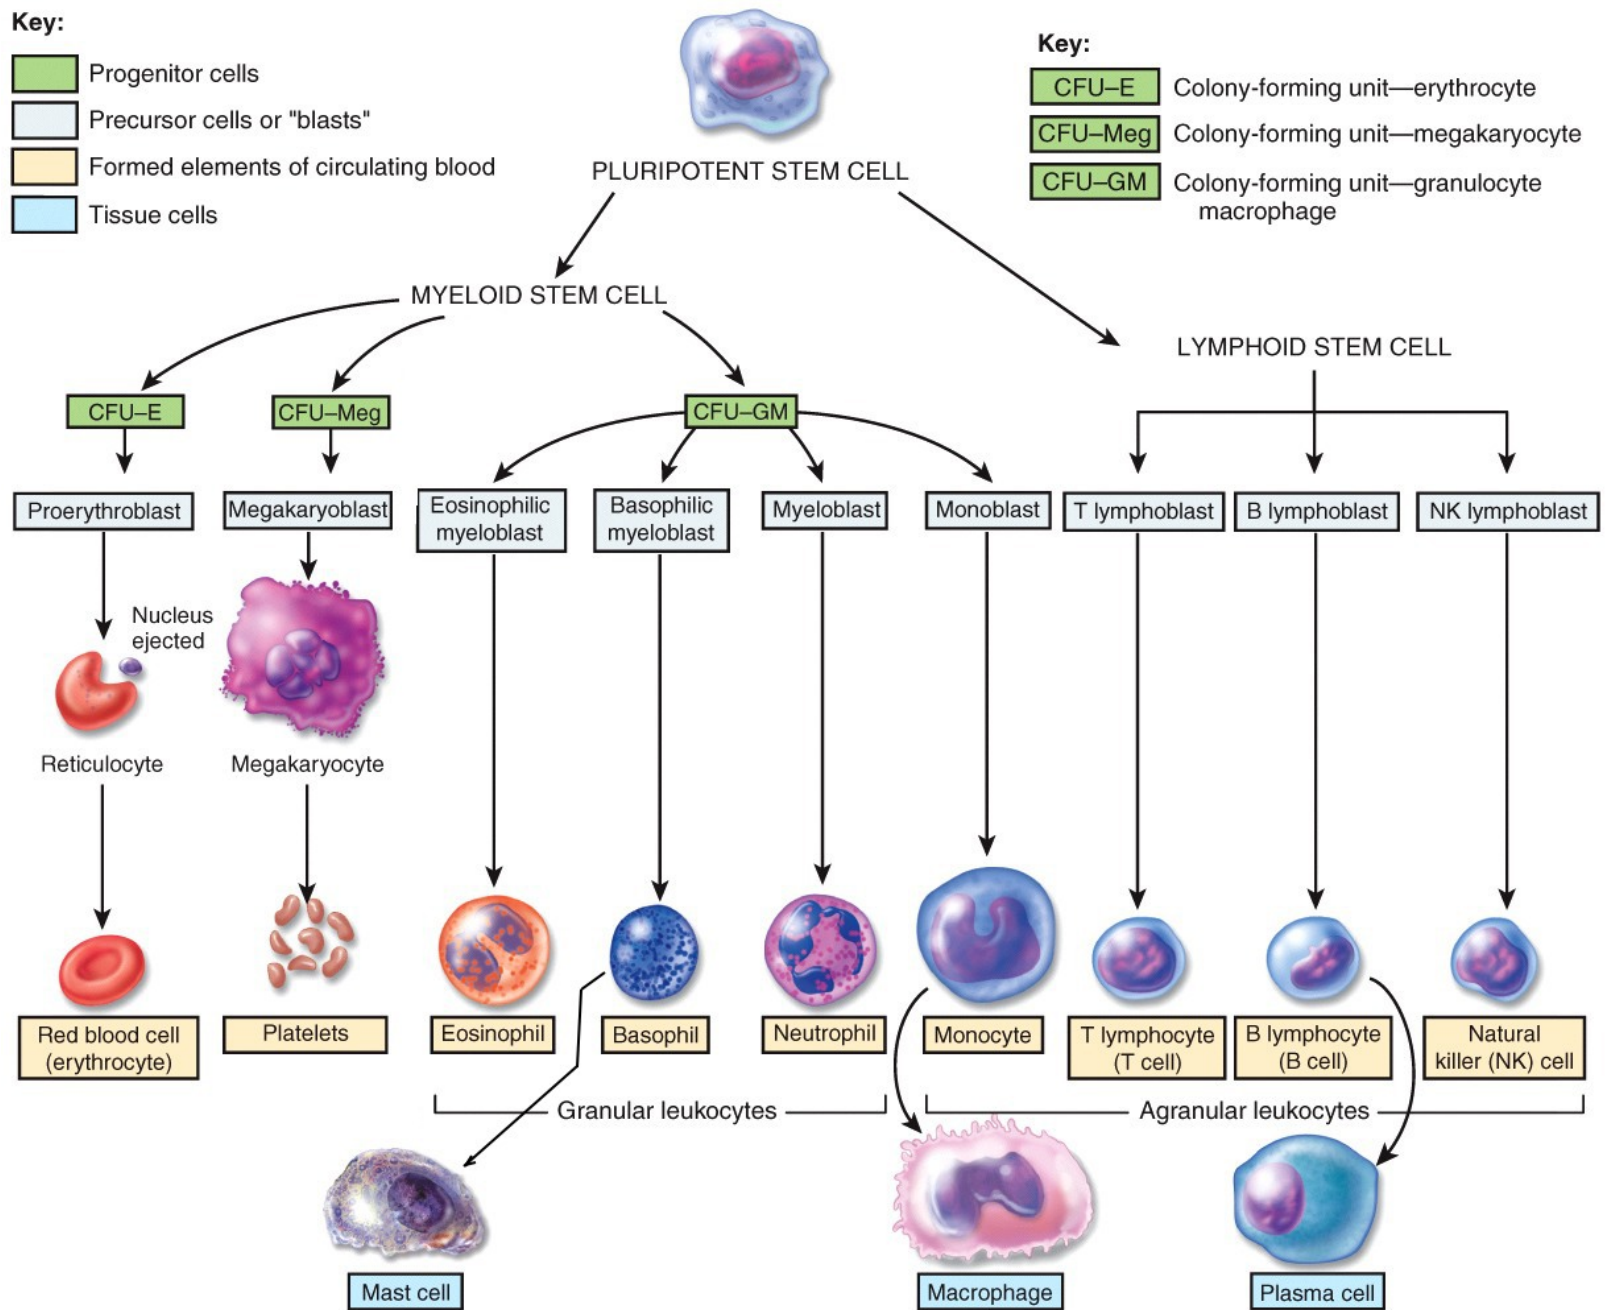 Key:
Progenitor cells
Precursor cells or "blasts"
Formed elements of circulating blood
Tissue cells
Key:
CFU–E Colony-forming unit—erythrocyte
CFU–Meg Colony-forming unit—megakaryocyte
CFU–GM Colony-forming unit—granulocyte
macrophage
PLURIPOTENT STEM CELL
MYELOID STEM CELL
LYMPHOID STEM CELL
CFU–E
CFU–Meg
CFU–GM
Proerythroblast
Megakaryoblast
Eosinophilic
myeloblast
Basophilic
myeloblast
Myeloblast
Monoblast
T lymphoblast
B lymphoblast
NK lymphoblast
Nucleus
ejected
Reticulocyte
Megakaryocyte
Red blood cell
(erythrocyte)
Platelets
Eosinophil
Basophil
Neutrophil
Monocyte
T lymphocyte
(T cell)
B lymphocyte
(B cell)
Natural
killer (NK) cell
Granular leukocytes
Agranular leukocytes
Mast cell
Macrophage
Plasma cell